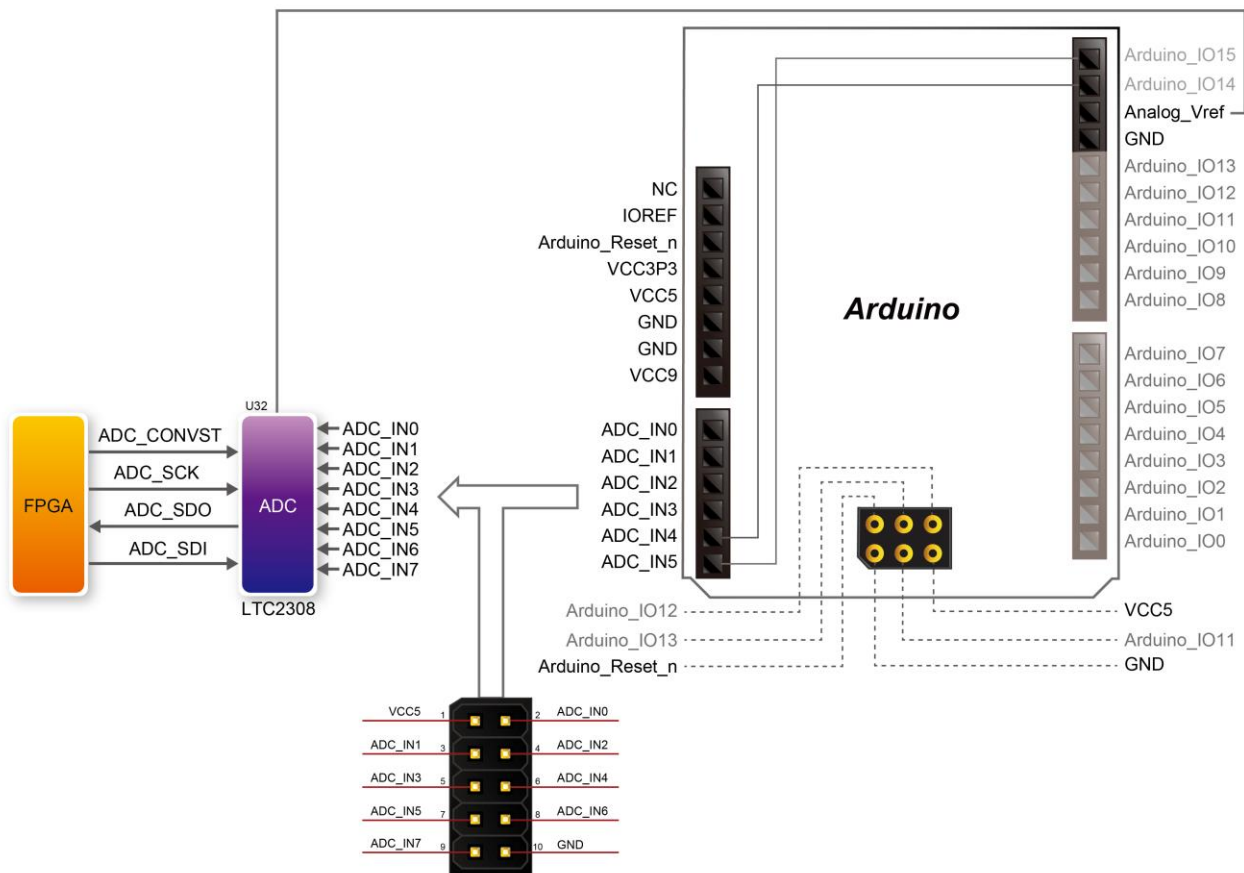 Arduino_IO15
Arduino_IO14
Analog_Vref
GND
Arduino_IO13
Arduino_IO12
Arduino_IO11
Arduino_IO10
Arduino_IO9
Arduino_IO8
Arduino_IO7
Arduino_IO6
Arduino_IO5
Arduino_IO4
Arduino_IO3
Arduino_IO2
Arduino_IO1
Arduino_IO0
NC
IOREF
Arduino_Reset_n
VCC3P3
VCC5
GND
GND
VCC9
Arduino
ADC_IN0
ADC_IN1
ADC_IN2
ADC_IN3
ADC_IN4
ADC_IN5
Arduino_IO12
Arduino_IO13
Arduino_Reset_n
VCC5
Arduino_IO11
GND
FPGA
ADC_CONVST
ADC_SCK
ADC_SDO
ADC_SDI
U32
ADC
LTC2308
ADC_IN0
ADC_IN1
ADC_IN2
ADC_IN3
ADC_IN4
ADC_IN5
ADC_IN6
ADC_IN7
VCC5 1 2 ADC_IN0
ADC_IN1 3 4 ADC_IN2
ADC_IN3 5 6 ADC_IN4
ADC_IN5 7 8 ADC_IN6
ADC_IN7 9 10 GND